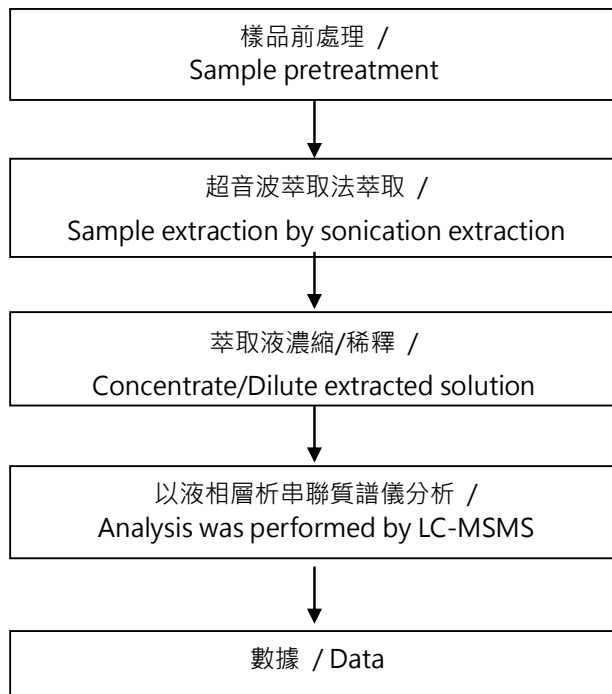 樣品前處理 /
Sample pretreatment
超音波萃取法萃取 /
Sample extraction by sonication extraction
萃取液濃縮/稀釋 /
Concentrate/Dilute extracted solution
以液相層析串聯質譜儀分析 /
Analysis was performed by LC-MSMS
數據 / Data